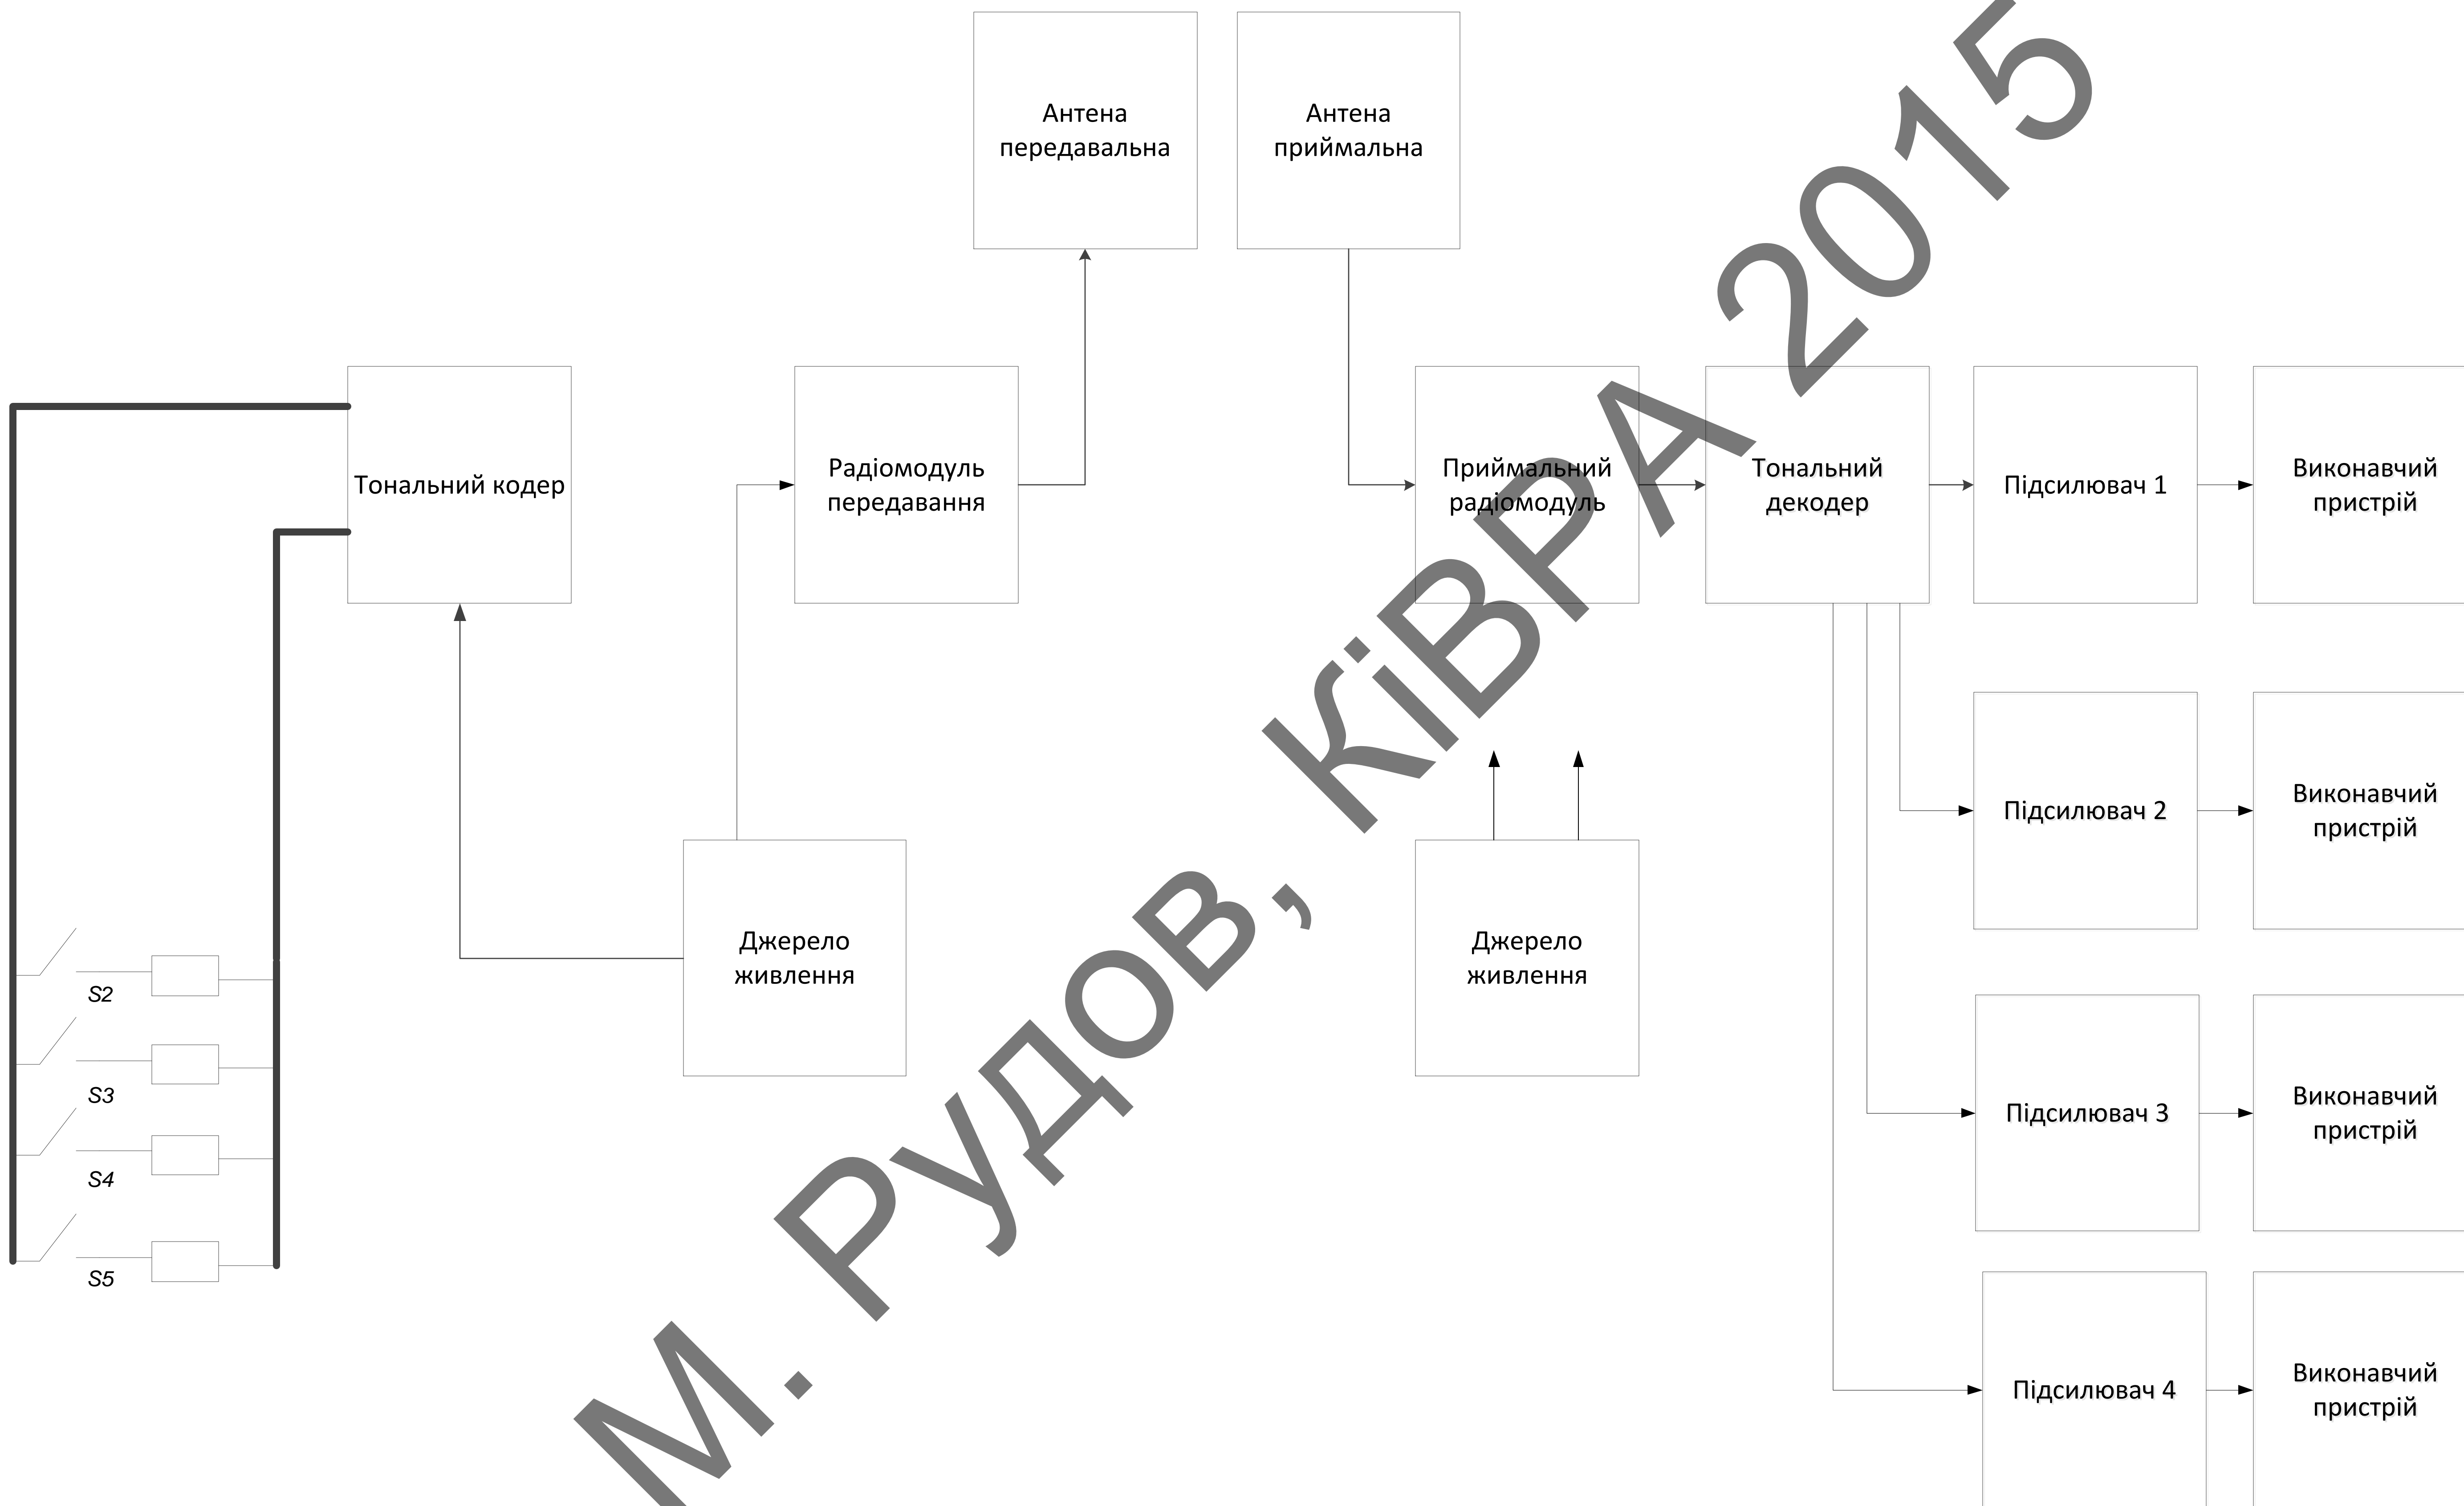 Антена
передавальна
Антена
приймальна
Тональний кодер
Радіомодуль
передавання
Приймальний
радіомодуль
Тональний
декодер
Підсилювач 1
Виконавчий
пристрій
Підсилювач 2
Виконавчий
пристрій
Джерело
живлення
Джерело
живлення
S2
S3
S4
S5
Підсилювач 3
Виконавчий
пристрій
Підсилювач 4
Виконавчий
пристрій
М. Рудов, КіВРА 2015